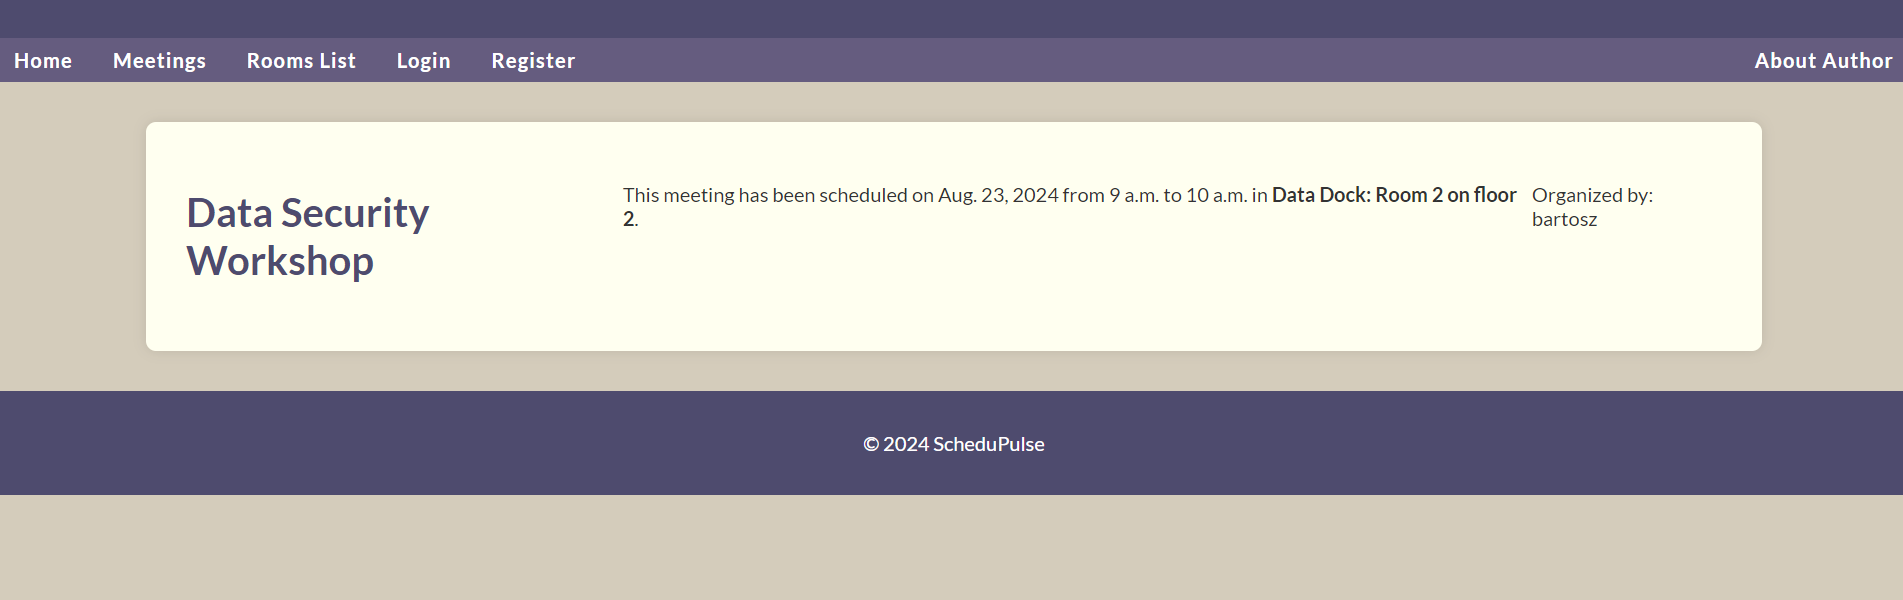 Home Meetings Rooms List Login Register About Author
Data Security
Workshop
This meeting has been scheduled on Aug. 23, 2024 from 9 a.m. to 10 a.m. in Data Dock: Room 2 on floor
2.
Organized by:
bartosz
© 2024 ScheduPulse